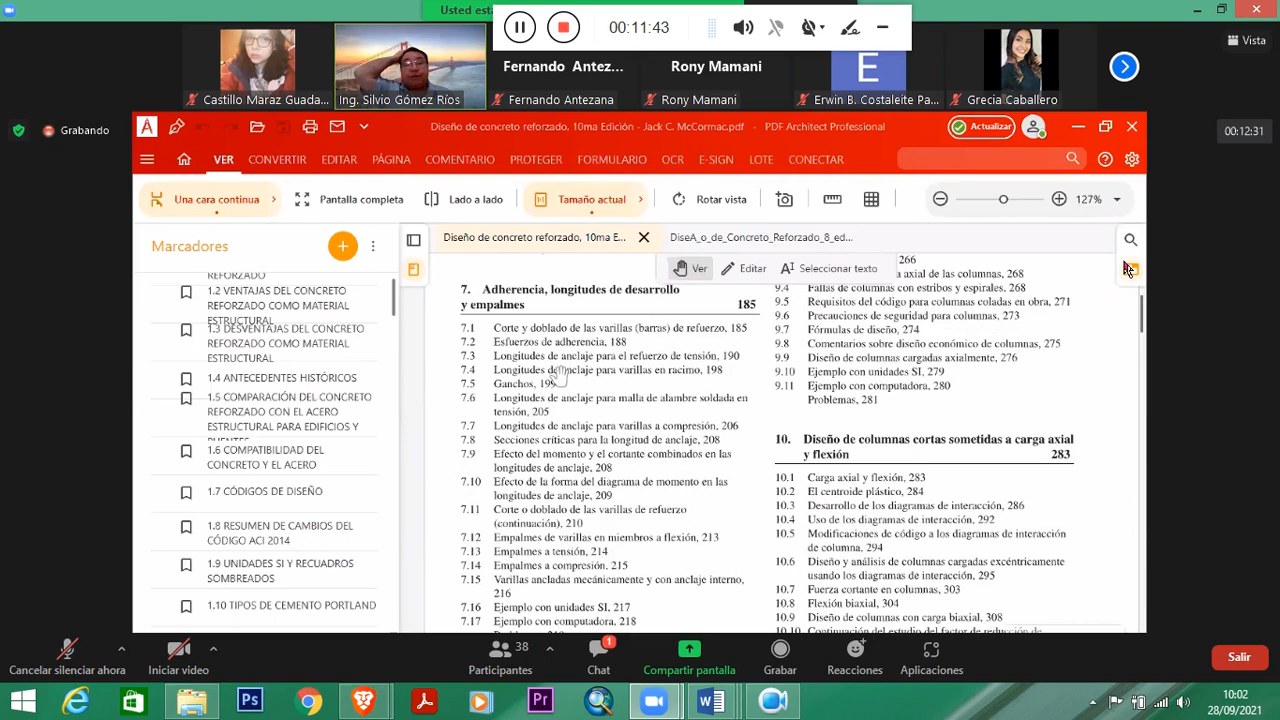 Usted esta
00:11:43
Vista
Castillo Maraz Guada...
Ing. Silvio Gómez Ríos
Fernando Antez...
Fernando Antezana
Rony Mamani
Rony Mamani
E
Erwin B. Costaleite Pa...
Grecia Caballero
Grabando
00:12:31
Diseño de concreto reforzado, 10ma Edición - Jack C. McCormac.pdf - PDF Architect Professional
Actualizar
VER CONVERTIR EDITAR PÁGINA COMENTARIO PROTEGER FORMULARIO OCR E-SIGN LOTE CONECTAR
Una cara continua
Pantalla completa
Lado a lado
Tamaño actual
Rotar vista
127%
Marcadores
Diseño de concreto reforzado, 10ma E...
DiseA_o_de_Concreto_Reforzado_8_ed...
Ver
Editar
Seleccionar texto
REFORZADO
1.2 VENTAJAS DEL CONCRETO
REFORZADO COMO MATERIAL
ESTRUCTURAL
1.3 DESVENTAJAS DEL CONCRETO
REFORZADO COMO MATERIAL
ESTRUCTURAL
1.4 ANTECEDENTES HISTÓRICOS
1.5 COMPARACIÓN DEL CONCRETO
REFORZADO CON EL ACERO
ESTRUCTURAL PARA EDIFICIOS Y
PUENTES
1.6 COMPATIBILIDAD DEL
CONCRETO Y EL ACERO
1.7 CÓDIGOS DE DISEÑO
1.8 RESUMEN DE CAMBIOS DEL
CÓDIGO ACI 2014
1.9 UNIDADES SI Y RECUADROS
SOMBREADOS
1.10 TIPOS DE CEMENTO PORTLAND
7. Adherencia, longitudes de desarrollo
y empalmes 185
7.1 Corte y doblado de las varillas (barras) de refuerzo, 185
7.2 Esfuerzos de adherencia, 188
7.3 Longitudes de anclaje para el refuerzo de tensión, 190
7.4 Longitudes de anclaje para varillas en racimo, 198
7.5 Ganchos, 199
7.6 Longitudes de anclaje para malla de alambre soldada en
tensión, 205
7.7 Longitudes de anclaje para varillas a compresión, 206
7.8 Secciones críticas para la longitud de anclaje, 208
7.9 Efecto del momento y el cortante combinados en las
longitudes de anclaje, 208
7.10 Efecto de la forma del diagrama de momento en las
longitudes de anclaje, 209
7.11 Corte o doblado de las varillas de refuerzo
(continuación), 210
7.12 Empalmes de varillas en miembros a flexión, 213
7.13 Empalmes a tensión, 214
7.14 Empalmes a compresión, 215
7.15 Varillas ancladas mecánicamente y con anclaje interno,
216
7.16 Ejemplo con unidades SI, 217
7.17 Ejemplo con computadora, 218
266
a axial de las columnas, 268
9.4 Fallas de columnas con estribos y espirales, 268
9.5 Requisitos del código para columnas coladas en obra, 271
9.6 Precauciones de seguridad para columnas, 273
9.7 Fórmulas de diseño, 274
9.8 Comentarios sobre diseño económico de columnas, 275
9.9 Diseño de columnas cargadas axialmente, 276
9.10 Ejemplo con unidades SI, 279
9.11 Ejemplo con computadora, 280
Problemas, 281
10. Diseño de columnas cortas sometidas a carga axial
y flexión 283
10.1 Carga axial y flexión, 283
10.2 El centroide plástico, 284
10.3 Desarrollo de los diagramas de interacción, 286
10.4 Uso de los diagramas de interacción, 292
10.5 Modificaciones de código a los diagramas de interacción
de columna, 294
10.6 Diseño y análisis de columnas cargadas excéntricamente
usando los diagramas de interacción, 295
10.7 Fuerza cortante en columnas, 303
10.8 Flexión biaxial, 304
10.9 Diseño de columnas con carga biaxial, 308
10.10 Continuación del estudio del factor de reducción de
Cancelar silenciar ahora
Iniciar video
38
Participantes
1
Chat
Compartir pantalla
Grabar
Reacciones
Aplicaciones
Salir
Ps
Pr
10:02
28/09/2021